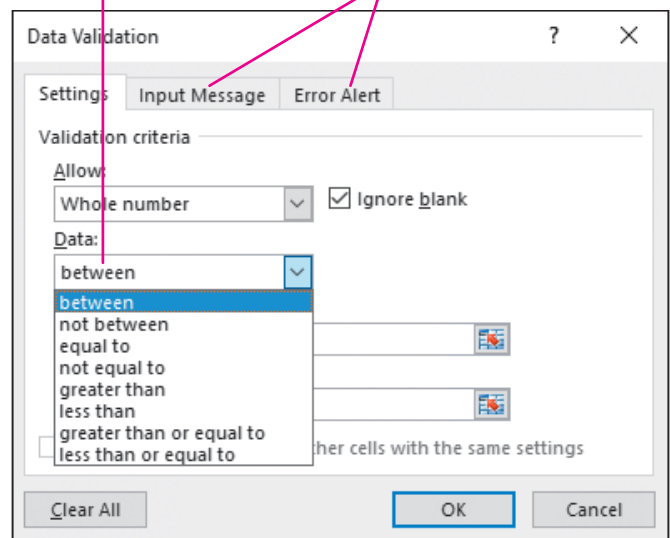 Data Validation ? ×
Settings Input Message Error Alert
Validation criteria
Allow:
Whole number Ignore blank
Data:
between
between
not between
equal to
not equal to
greater than
less than
greater than or equal to
less than or equal to
her cells with the same settings
Clear All OK Cancel